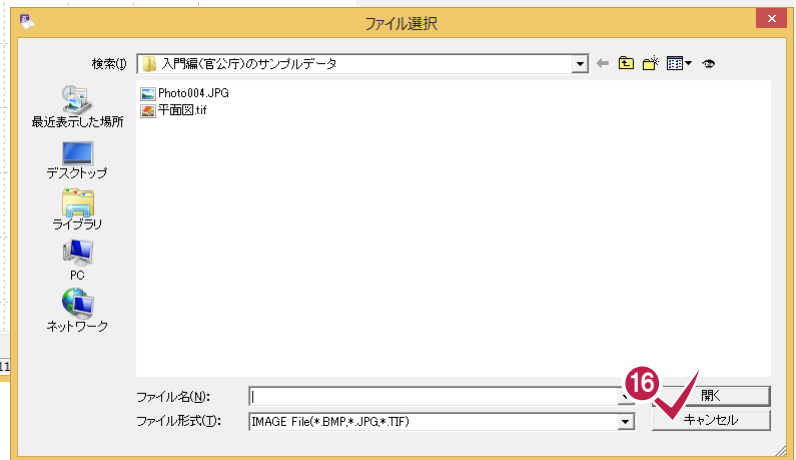 ファイル選択
検索(I)
入門編(官公庁)のサンプルデータ
Photo004.JPG
平面図.tif
最近表示した場所
デスクトップ
ライブラリ
PC
ネットワーク
11
ファイル名(N):
16
開く
ファイル形式(T):
IMAGE File(*.BMP,*.JPG,*.TIF)
キャンセル